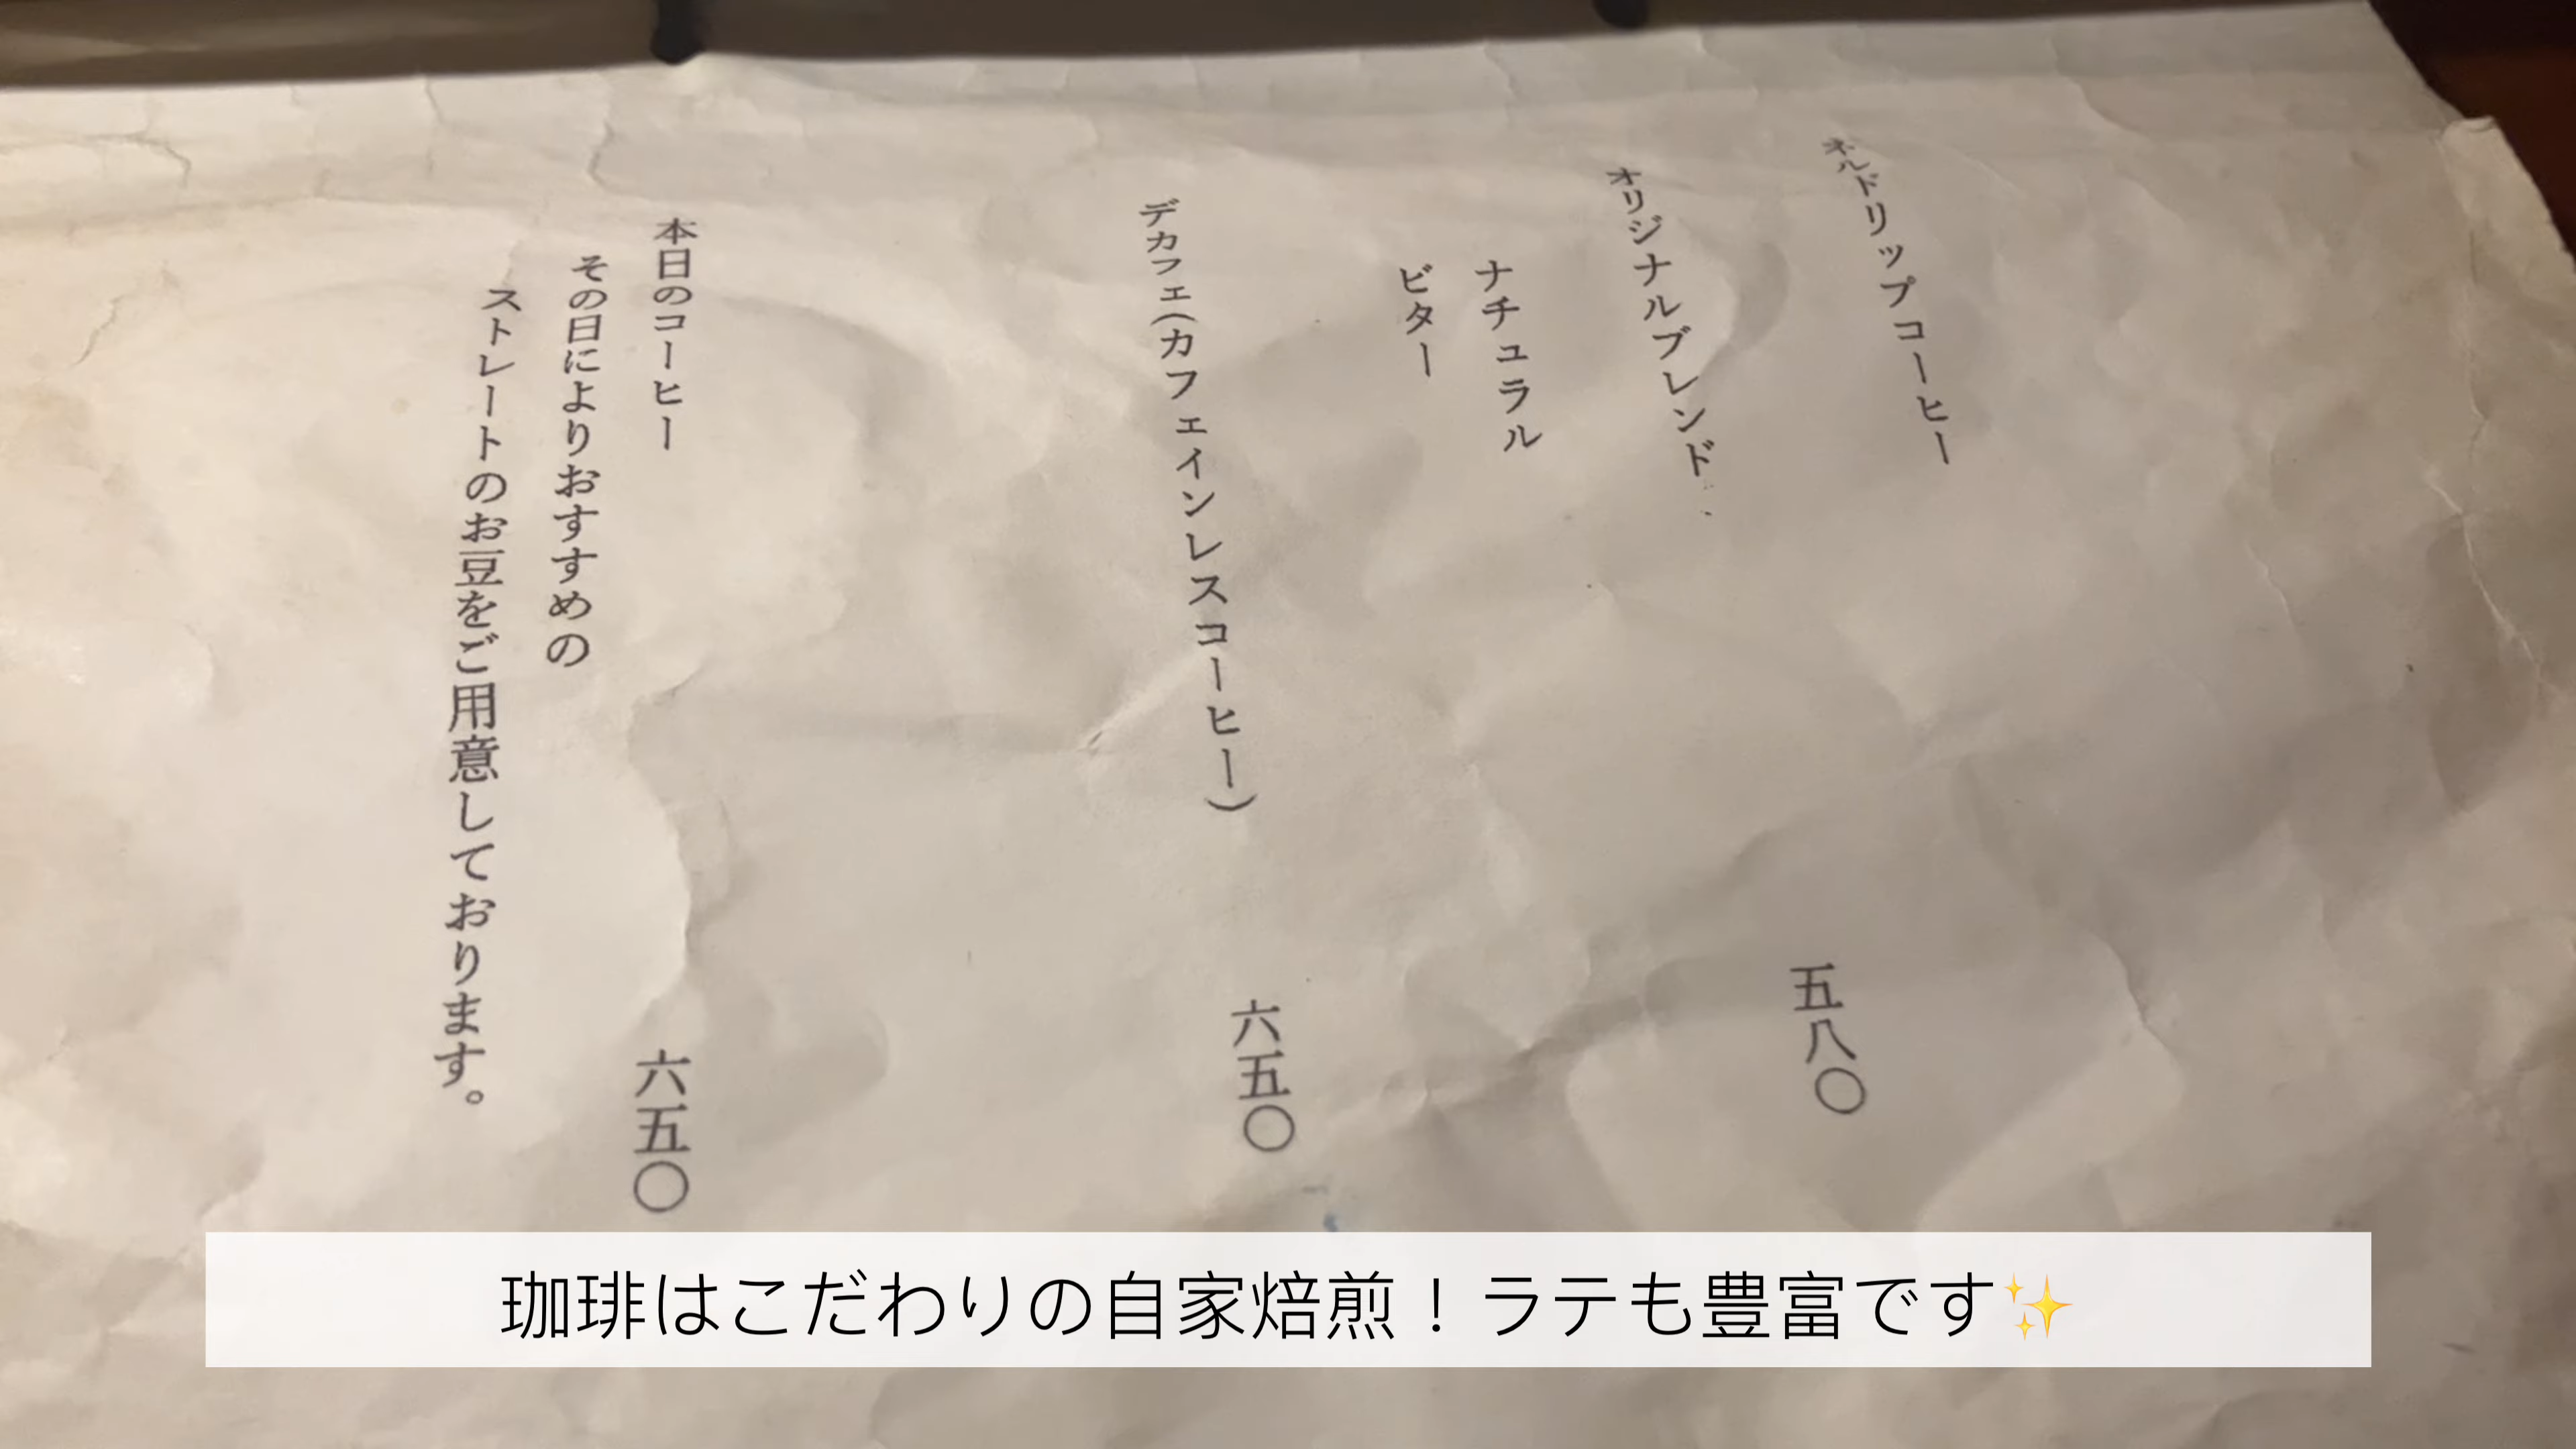 ネルドリップコーヒー
オリジナルブレンド
五八〇
ナチュラル
ビター
デカフェ(カフェインレスコーヒー)
六五〇
本日のコーヒー
六五〇
その日によりおすすめの
ストレートのお豆をご用意しております。
珈琲はこだわりの自家焙煎！ラテも豊富です✨